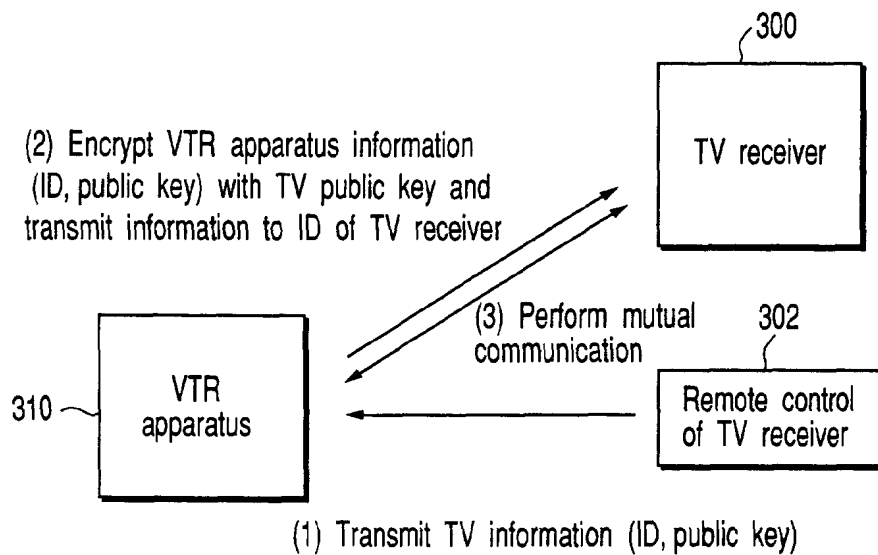 300
TV receiver
(2) Encrypt VTR apparatus information
(ID, public key) with TV public key and
transmit information to ID of TV receiver
(3) Perform mutual
communication
302
Remote control
of TV receiver
310
VTR
apparatus
(1) Transmit TV information (ID, public key)